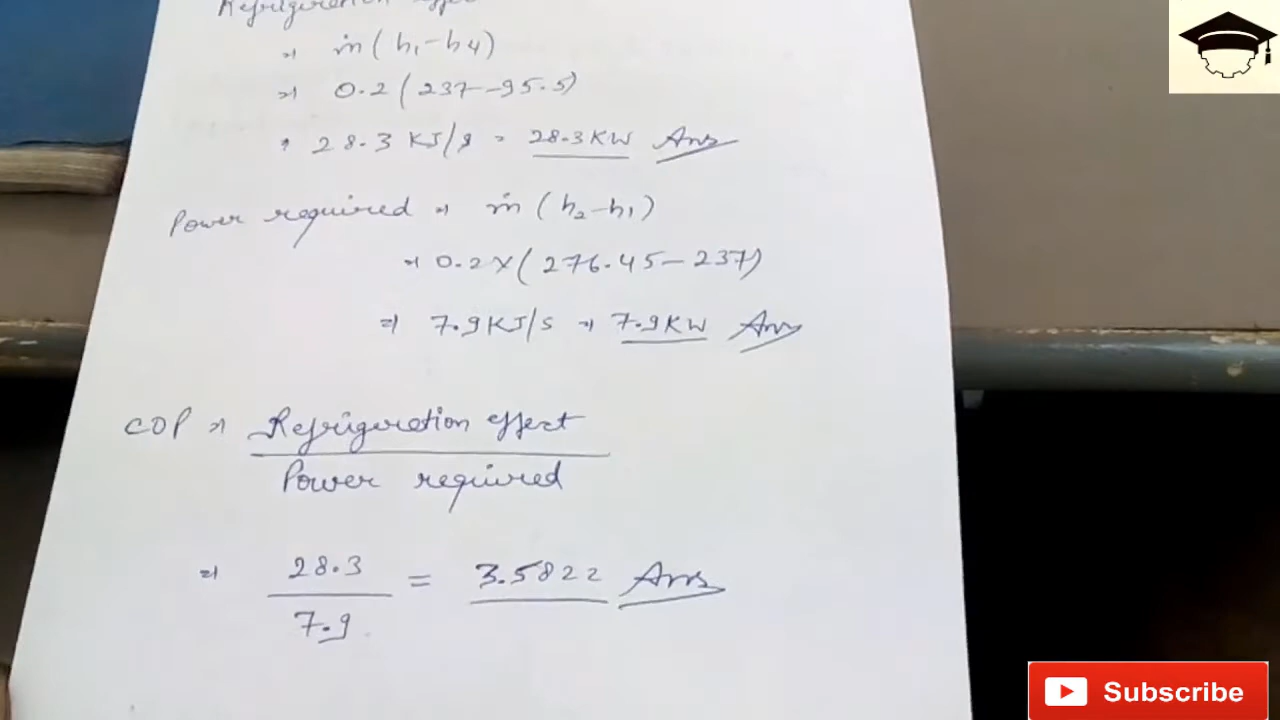 Refrigeration effect
=> ṁ (h₁-h4)
=> 0.2 (237--95.5)
= 28.3 KJ/s = 28.3KW Ans
Power required => ṁ (h₂-h₁)
=> 0.2 X (276.45-237)
=> 7.9KJ/s => 7.9KW Ans
COP => Refrigeration effect
Power required
=> 28.3 = 3.5822 Ans
7.9
Subscribe